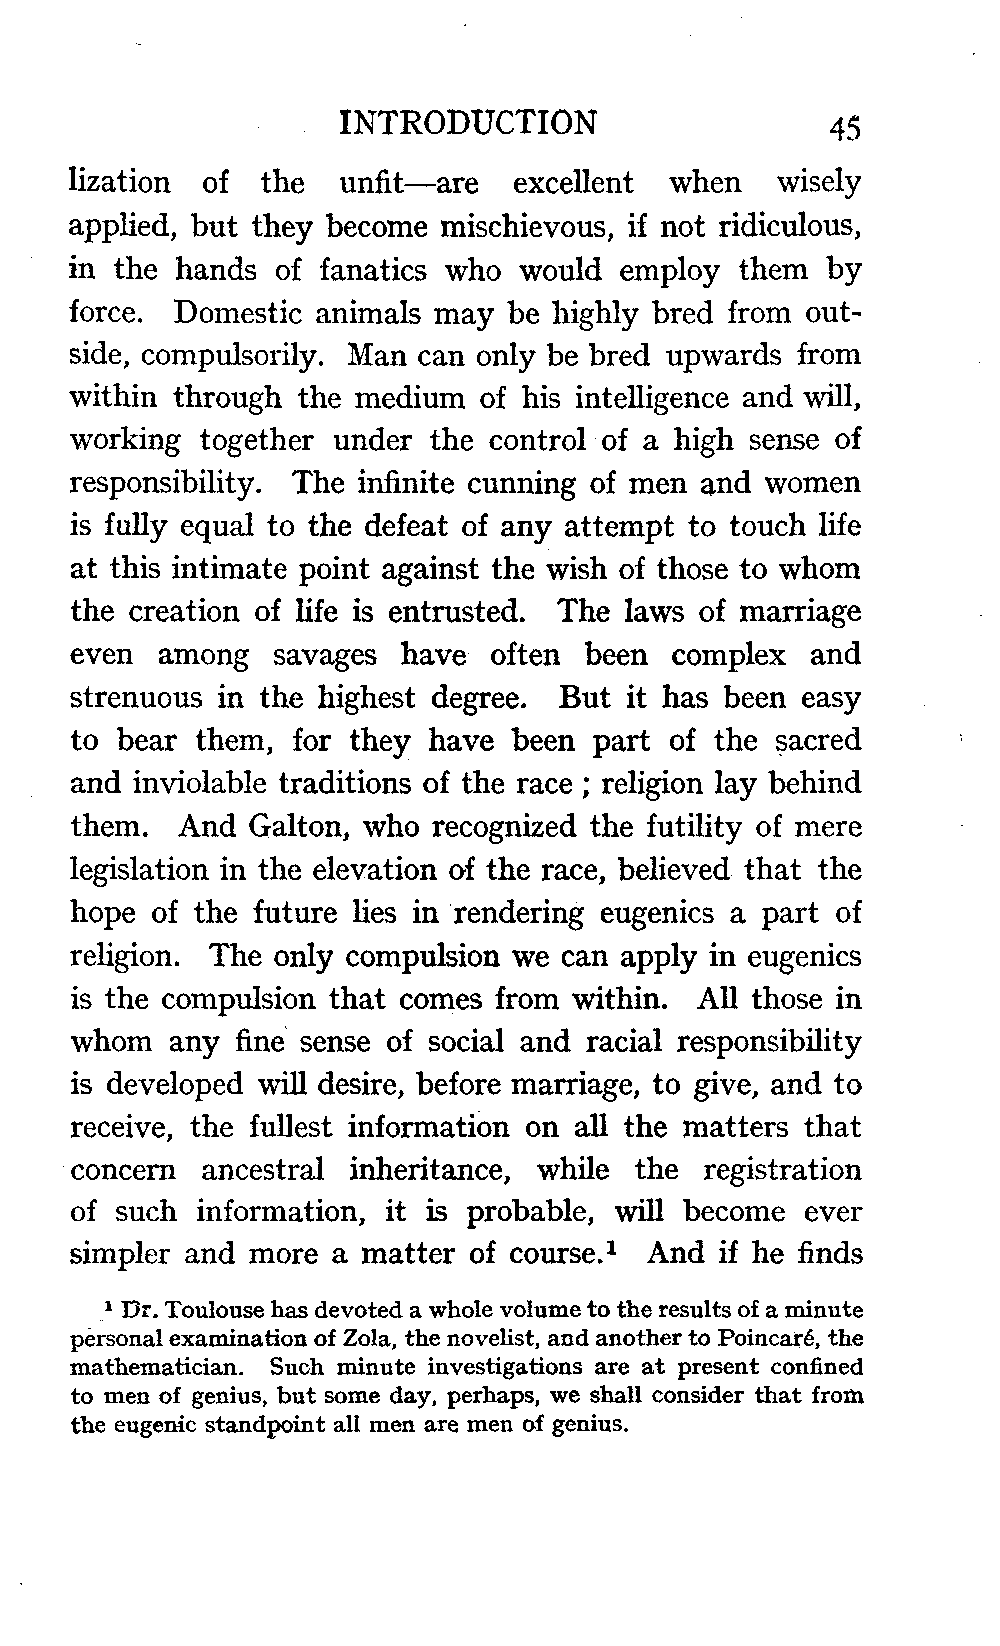 INTRODUCTION 45
lization of the unfit—are excellent when wisely
applied, but they become mischievous, if not ridiculous,
in the hands of fanatics who would employ them by
force. Domestic animals may be highly bred from out-
side, compulsorily. Man can only be bred upwards from
within through the medium of his intelligence and will,
working together under the control of a high sense of
responsibility. The infinite cunning of men and women
is fully equal to the defeat of any attempt to touch life
at this intimate point against the wish of those to whom
the creation of life is entrusted. The laws of marriage
even among savages have often been complex and
strenuous in the highest degree. But it has been easy
to bear them, for they have been part of the sacred
and inviolable traditions of the race ; religion lay behind
them. And Galton, who recognized the futility of mere
legislation in the elevation of the race, believed that the
hope of the future lies in rendering eugenics a part of
religion. The only compulsion we can apply in eugenics
is the compulsion that comes from within. All those in
whom any fine sense of social and racial responsibility
is developed will desire, before marriage, to give, and to
receive, the fullest information on all the matters that
concern ancestral inheritance, while the registration
of such information, it is probable, will become ever
simpler and more a matter of course.¹ And if he finds
¹ Dr. Toulouse has devoted a whole volume to the results of a minute
personal examination of Zola, the novelist, and another to Poincaré, the
mathematician. Such minute investigations are at present confined
to men of genius, but some day, perhaps, we shall consider that from
the eugenic standpoint all men are men of genius.